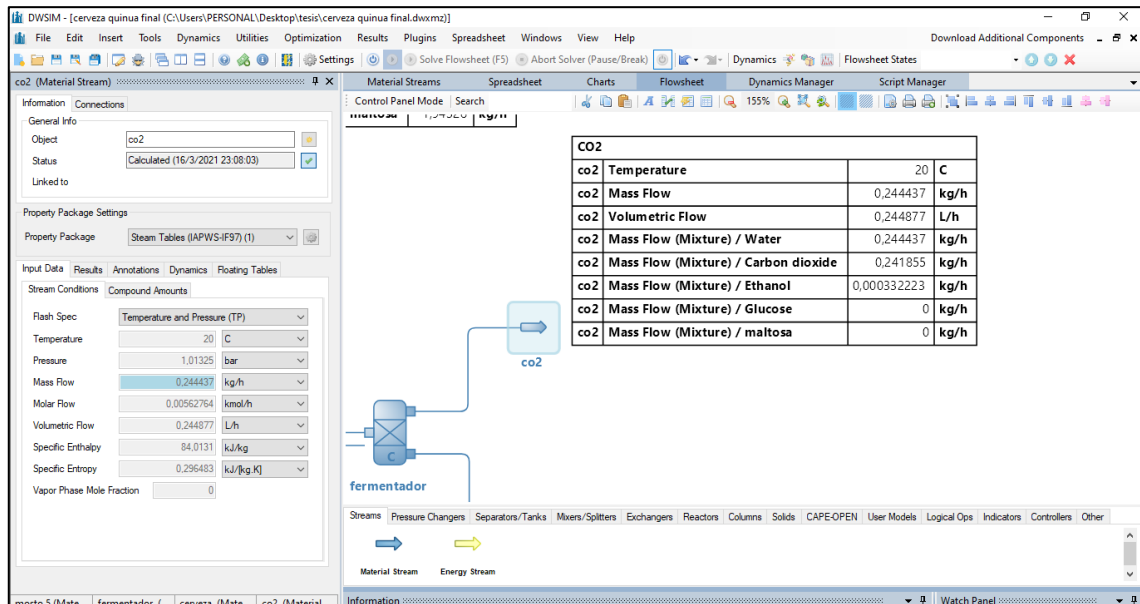 DWSIM - [cerveza quinua final (C:\Users\PERSONAL\Desktop\tesis\cerveza quinua final.dwxmz)]
File Edit Insert Tools Dynamics Utilities Optimization Results Plugins Spreadsheet Windows View Help Download Additional Components
Settings Solve Flowsheet (F5) Abort Solver (Pause/Break) Dynamics Flowsheet States
co2 (Material Stream)
Material Streams Spreadsheet Charts Flowsheet Dynamics Manager Script Manager
Information Connections
Control Panel Mode Search 155%
General Info
Object co2
Status Calculated (16/3/2021 23:08:03)
Linked to
Property Package Settings
Property Package Steam Tables (IAPWS-IF97) (1)
Input Data Results Annotations Dynamics Floating Tables
Stream Conditions Compound Amounts
Flash Spec Temperature and Pressure (TP)
Temperature 20 C
Pressure 1,01325 bar
Mass Flow 0,244437 kg/h
Molar Flow 0,00562764 kmol/h
Volumetric Flow 0,244877 L/h
Specific Enthalpy 84,0131 kJ/kg
Specific Entropy 0,296483 kJ/[kg.K]
Vapor Phase Mole Fraction 0
maltosa 1,94328 kg/h
CO2
co2 Temperature 20 C
co2 Mass Flow 0,244437 kg/h
co2 Volumetric Flow 0,244877 L/h
co2 Mass Flow (Mixture) / Water 0,244437 kg/h
co2 Mass Flow (Mixture) / Carbon dioxide 0,241855 kg/h
co2 Mass Flow (Mixture) / Ethanol 0,000332223 kg/h
co2 Mass Flow (Mixture) / Glucose 0 kg/h
co2 Mass Flow (Mixture) / maltosa 0 kg/h
co2
C
fermentador
Streams Pressure Changers Separators/Tanks Mixers/Splitters Exchangers Reactors Columns Solids CAPE-OPEN User Models Logical Ops Indicators Controllers Other
Material Stream Energy Stream
mosto 5 (Mate fermentador ( cerveza (Mate co2 (Material
Information Watch Panel